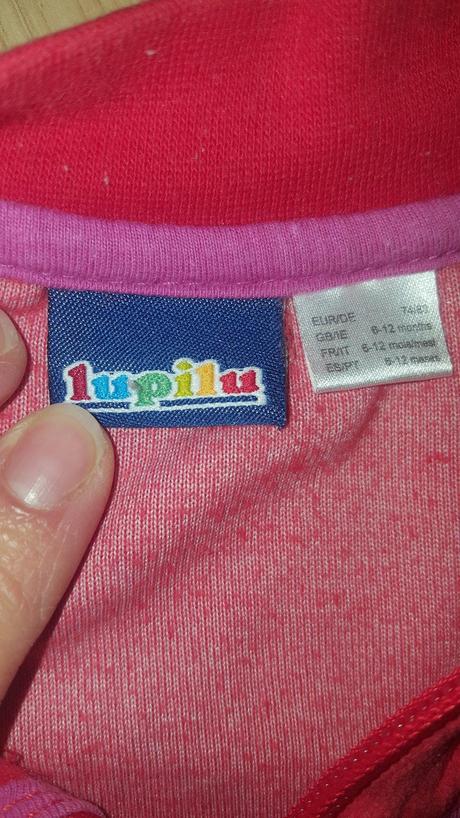 lupilu
EUR/DE 74/80
GB/IE 6-12 months
FR/IT 6-12 mois/mesi
ES/PT 6-12 meses